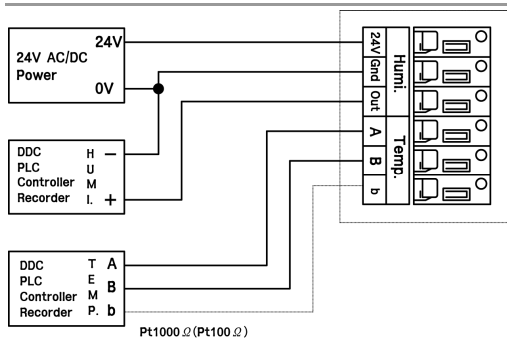 24V AC/DC
Power
24V
0V
DDC
PLC
Controller
Recorder
H
U
M
I.
−
+
DDC
PLC
Controller
Recorder
T
E
M
P.
A
B
b
24V
Gnd
Out
A
B
b
Humi.
Temp.
Pt1000Ω(Pt100Ω)